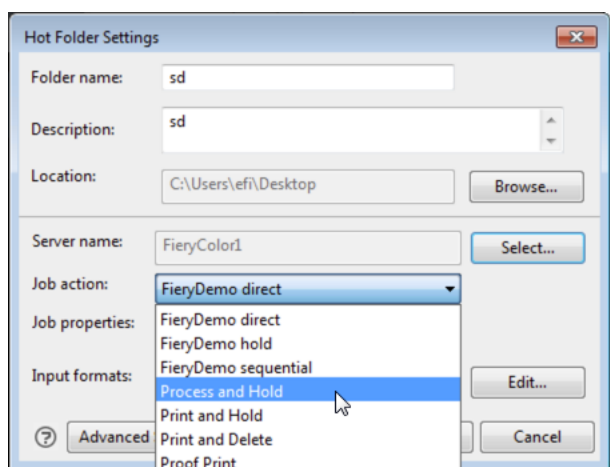 Hot Folder Settings
Folder name: sd
Description: sd
Location: C:\Users\efi\Desktop Browse...
Server name: FieryColor1 Select...
Job action: FieryDemo direct
Job properties: FieryDemo direct
FieryDemo hold
FieryDemo sequential
Input formats: Edit...
Process and Hold
Print and Hold
? Advanced Print and Delete Cancel
Proof Print